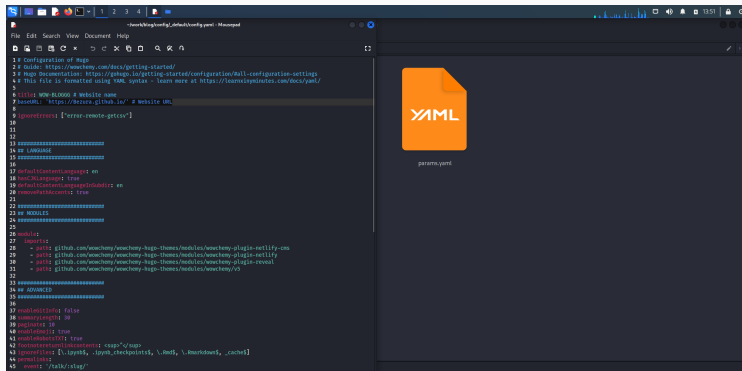 1 2 3 4
13:51
~/work/blog/config/_default/config.yaml - Mousepad
File Edit Search View Document Help
1 # Configuration of Hugo
2 # Guide: https://wowchemy.com/docs/getting-started/
3 # Hugo Documentation: https://gohugo.io/getting-started/configuration/#all-configuration-settings
4 # This file is formatted using YAML syntax - learn more at https://learnxinyminutes.com/docs/yaml/
5
6 title: WOW-BLOGGO # Website name
7 baseURL: 'https://Bezura.github.io/' # Website URL
8
9 ignoreErrors: ["error-remote-getcsv"]
10
11
12
13 ############################
14 ## LANGUAGE
15 ############################
16
17 defaultContentLanguage: en
18 hasCJKLanguage: true
19 defaultContentLanguageInSubdir: en
20 removePathAccents: true
21
22 ############################
23 ## MODULES
24 ############################
25
26 module:
27 imports:
28 - path: github.com/wowchemy/wowchemy-hugo-themes/modules/wowchemy-plugin-netlify-cms
29 - path: github.com/wowchemy/wowchemy-hugo-themes/modules/wowchemy-plugin-netlify
30 - path: github.com/wowchemy/wowchemy-hugo-themes/modules/wowchemy-plugin-reveal
31 - path: github.com/wowchemy/wowchemy-hugo-themes/modules/wowchemy/v5
32
33 ############################
34 ## ADVANCED
35 ############################
36
37 enableGitInfo: false
38 summaryLength: 30
39 paginate: 10
40 enableEmoji: true
41 enableRobotsTXT: true
42 footnotereturnlinkcontents: <sup>^</sup>
43 ignoreFiles: [\.ipynb$, .ipynb_checkpoints$, \.Rmd$, \.Rmarkdown$, _cache$]
44 permalinks:
45 event: "/talk/:slug/"
YAML
params.yaml